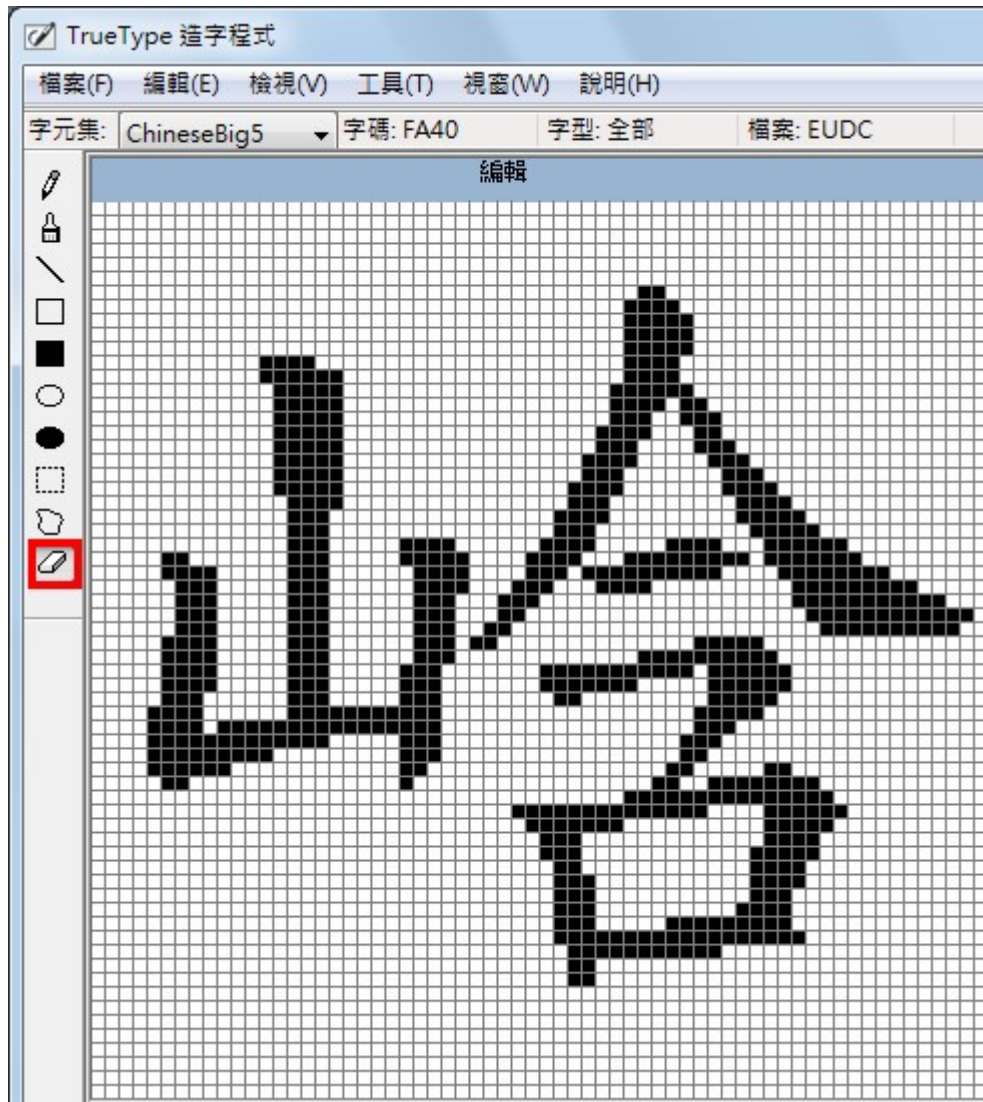 TrueType 造字程式
檔案(F) 編輯(E) 檢視(V) 工具(T) 視窗(W) 說明(H)
字元集: ChineseBig5 字碼: FA40 字型: 全部 檔案: EUDC
編輯